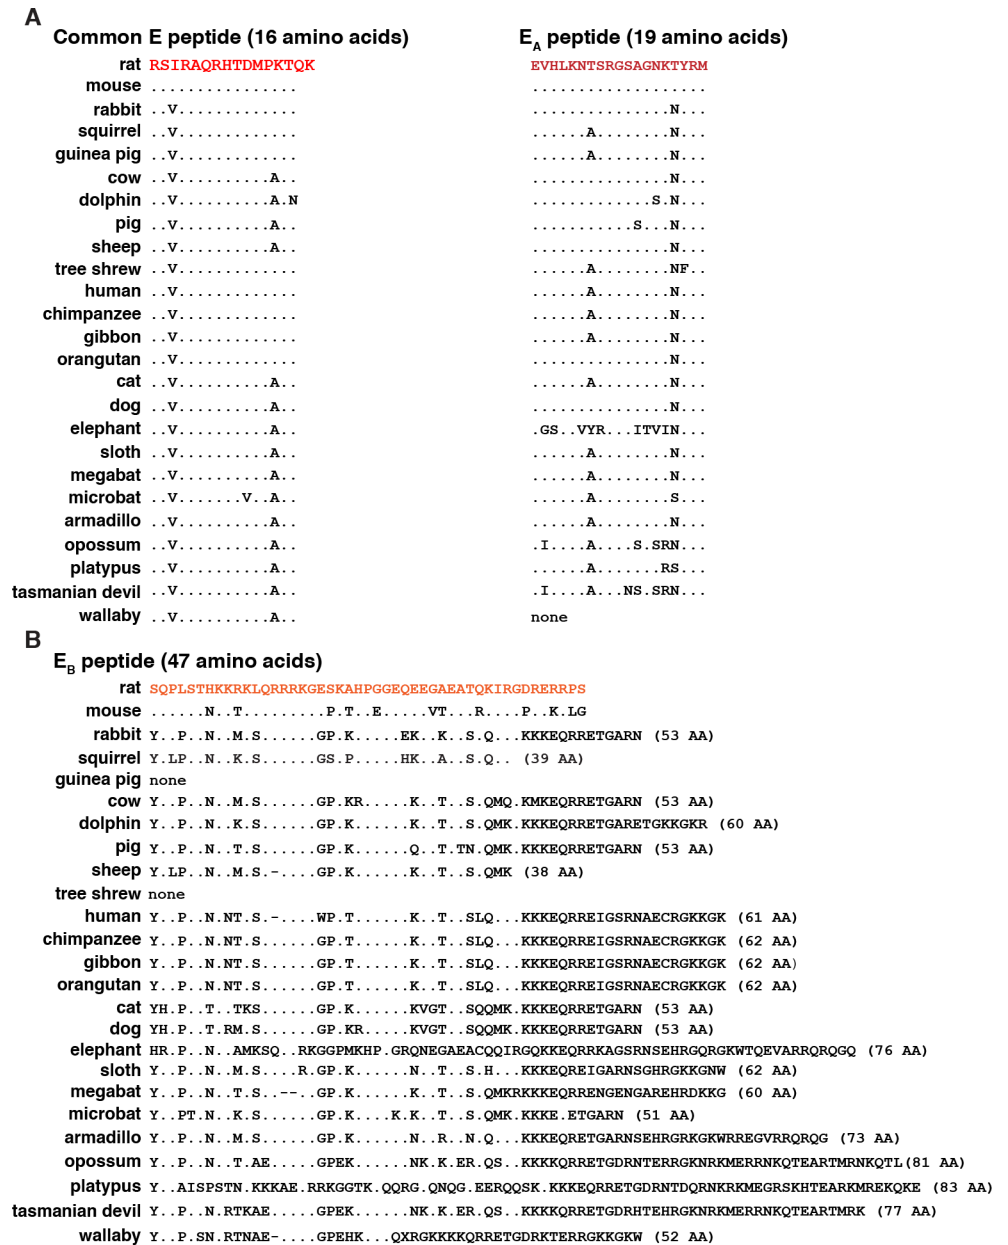 A
Common E peptide (16 amino acids) EA peptide (19 amino acids)
rat RSIRAQRHTDMPKTQK EVHLKNTSRGSAGNKTYRM
mouse ................ ...................
rabbit ..V............. ...............N...
squirrel ..V............. ......A........N...
guinea pig ..V............. ......A........N...
cow ..V..........A.. ...............N...
dolphin ..V..........A.N .............S.N...
pig ..V..........A.. ...........S...N...
sheep ..V..........A.. ...............N...
tree shrew ..V............. ......A........NF..
human ..V............. ......A........N...
chimpanzee ..V............. ......A........N...
gibbon ..V............. ......A........N...
orangutan ..V............. ...............N...
cat ..V..........A.. ......A........N...
dog ..V..........A.. ...............N...
elephant ..V..........A.. .GS..VYR...ITVIN...
sloth ..V..........A.. ......A........N...
megabat ..V..........A.. ......A........N...
microbat ..V.......V..A.. ......A........S...
armadillo ..V..........A.. ......A........N...
opossum ..V..........A.. .I....A....S.SRN...
platypus ..V..........A.. ......A.......RS...
tasmanian devil ..V..........A.. .I....A...NS.SRN...
wallaby ..V..........A.. none
B
EB peptide (47 amino acids)
rat SQPLSTHKKRKLQRRRKGESKAHPGGEQEEGAEATQKIRGDRERRPS
mouse ......N..T.........P.T..E.....VT...R....P..K.LG
rabbit Y..P..N..M.S......GP.K.....EK..K..S.Q...KKKEQRRETGARN (53 AA)
squirrel Y.LP..N..K.S......GS.P.....HK..A..S.Q.. (39 AA)
guinea pig none
cow Y..P..N..M.S......GP.KR.....K..T..S.QMQ.KMKEQRRETGARN (53 AA)
dolphin Y..P..N..K.S......GP.K......K..T..S.QMK.KKKEQRRETGARETGKKGKR (60 AA)
pig Y..P..N..T.S......GP.K......Q..T.TN.QMK.KKKEQRRETGARN (53 AA)
sheep Y.LP..N..M.S.-....GP.K......K..T..S.QMK (38 AA)
tree shrew none
human Y..P..N.NT.S.-....WP.T......K..T..SLQ...KKKEQRREIGSRNAECRGKKGK (61 AA)
chimpanzee Y..P..N.NT.S......GP.T......K..T..SLQ...KKKEQRREIGSRNAECRGKKGK (62 AA)
gibbon Y..P..N.NT.S......GP.T......K..T..SLQ...KKKEQRREIGSRNAECRGKKGK (62 AA)
orangutan Y..P..N.NT.S......GP.T......K..T..SLQ...KKKEQRREIGSRNAECRGKKGK (62 AA)
cat YH.P..T..TKS......GP.K......KVGT..SQQMK.KKKEQRRETGARN (53 AA)
dog YH.P..T.RM.S......GP.KR.....KVGT..SQQMK.KKKEQRRETGARN (53 AA)
elephant HR.P..N..AMKSQ..RKGGPMKHP.GRQNEGAEACQQIRGQKKEQRRKAGSRNSEHRGQRGKWTQEVARRQRQGQ (76 AA)
sloth Y..P..N..M.S....R.GP.K......N..T..S.H...KKKEQREIGARNSGHRGKKGNW (62 AA)
megabat Y..P..N..T.S..--..GP.K......N..T..S.QMKRKKKEQRRENGENGAREHRDKKG (60 AA)
microbat Y..PT.N..K.S......GP.K....K.K..T..S.QMK.KKKE.ETGARN (51 AA)
armadillo Y..P..N..M.S......GP.K......N..R..N.Q...KKKEQRRETGARNSEHRGRKGKWRREGVRRQRQG (73 AA)
opossum Y..P..N..T.AE.....GPEK......NK.K.ER.QS..KKKKQRRETGDRNTERRGKNRKMERRNKQTEARTMRNKQTL(81 AA)
platypus Y..AISPSTN.KKKAE.RRKGGTK.QQRG.QNQG.EERQQSK.KKKEQRRETGDRNTDQRNKRKMEGRSKHTEARKMREKQKE (83 AA)
tasmanian devil Y..P..N.RTKAE.....GPEK......NK.K.ER.QS..KKKKQRRETGDRHTEHRGKNRKMERRNKQTEARTMRK (77 AA)
wallaby Y..P.SN.RTNAE-....GPEHK...QXRGKKKKQRRETGDRKTERRGKKGKW (52 AA)